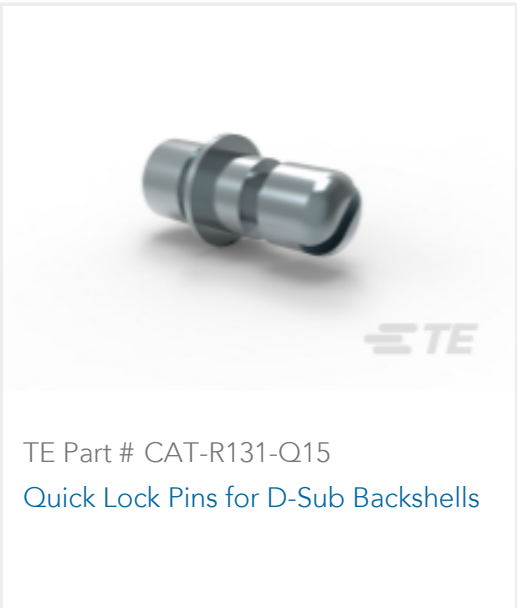 TE
TE Part # CAT-R131-Q15
Quick Lock Pins for D-Sub Backshells